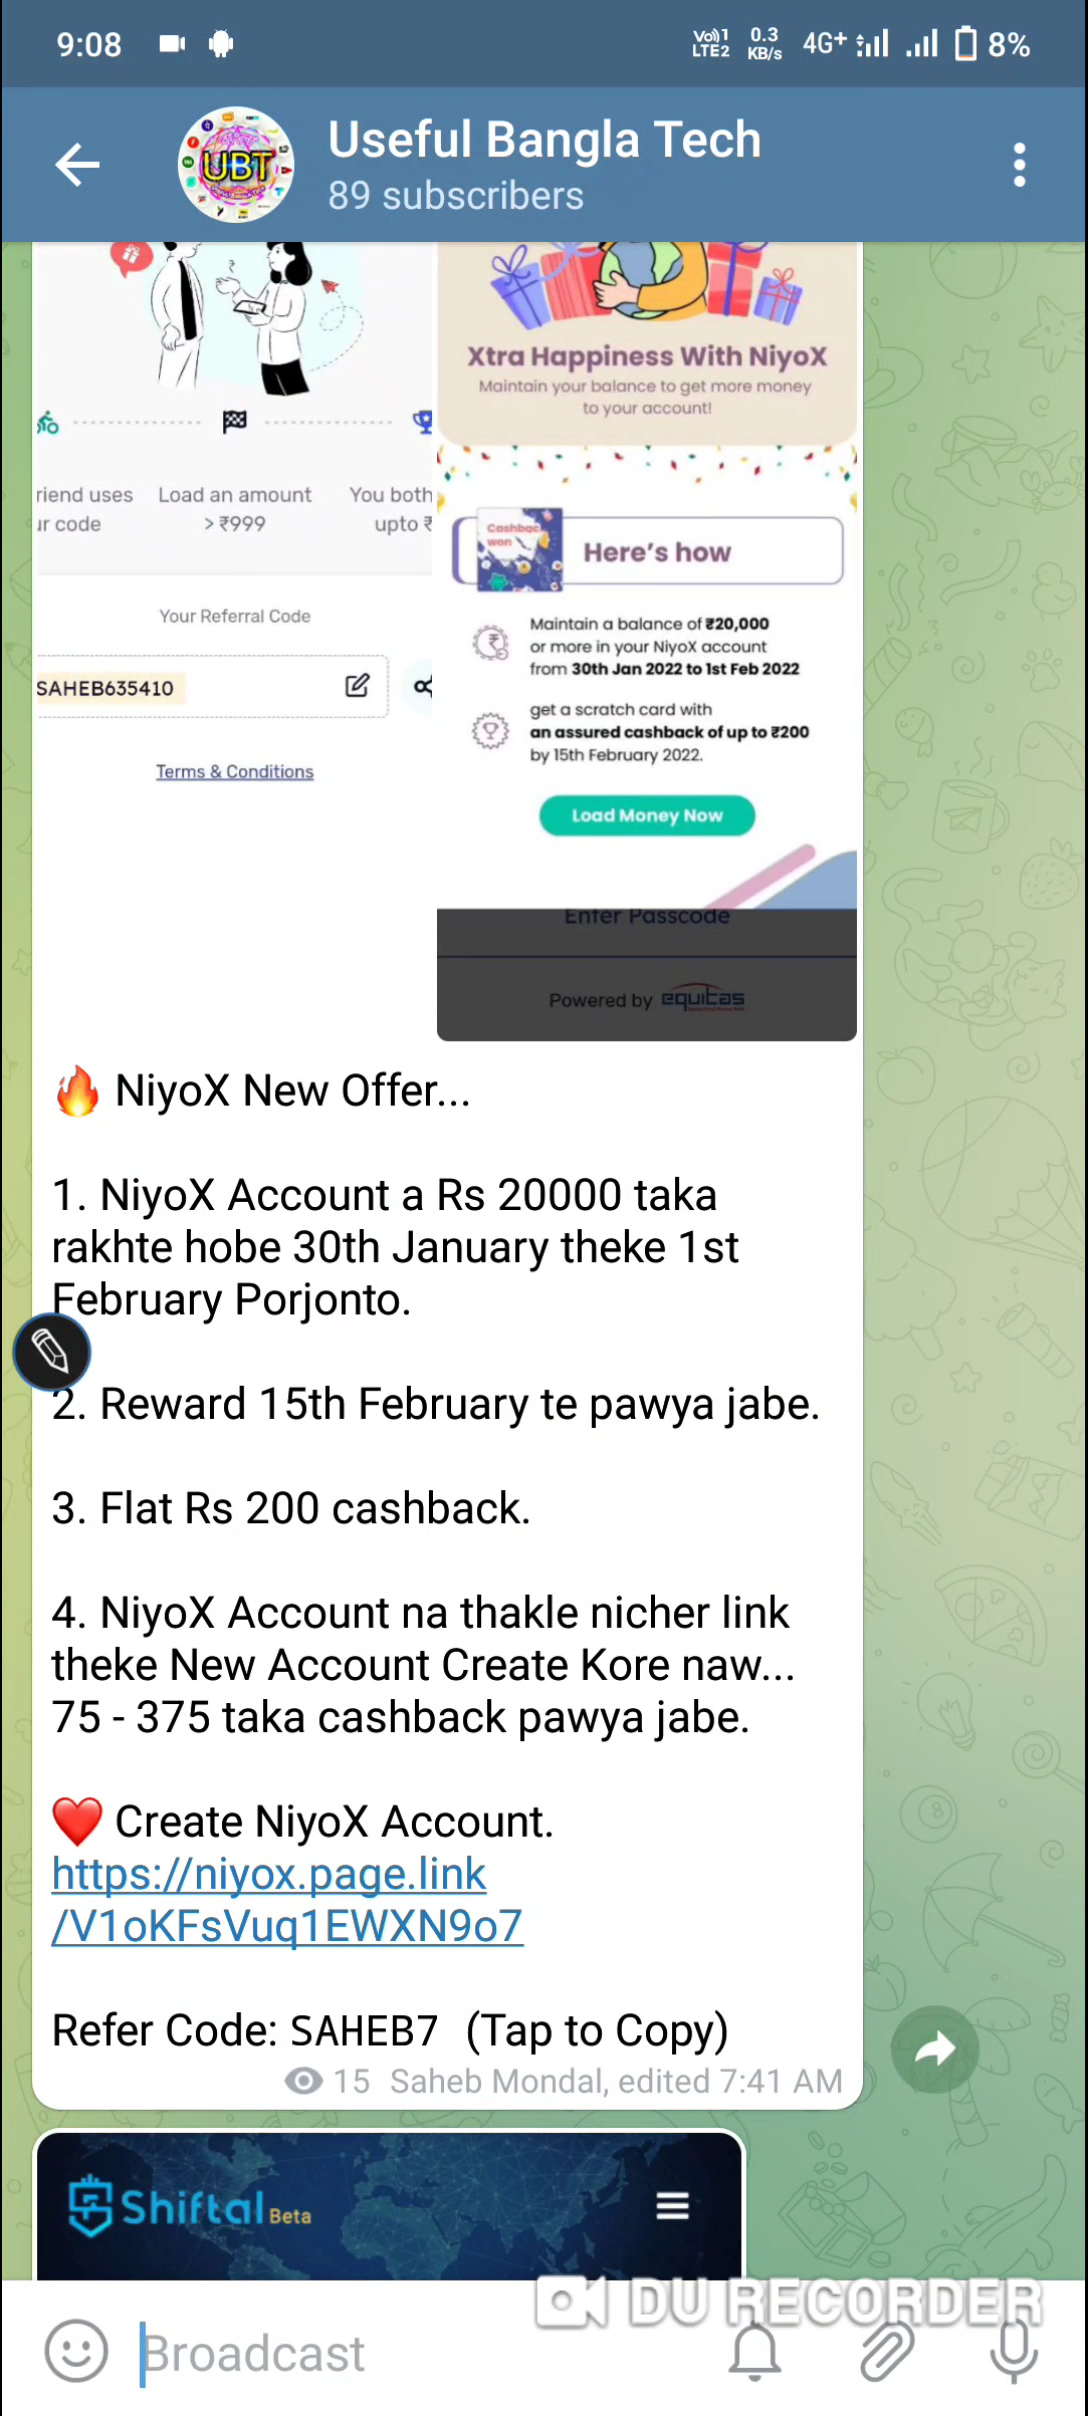 9:08
Vo)) 1
LTE2
0.3
KB/s
4G+
8%
UBT
Useful Bangla Tech
89 subscribers
riend uses
ur code
Load an amount
> ₹999
You both
upto ₹
Your Referral Code
SAHEB635410
Terms & Conditions
Xtra Happiness With NiyoX
Maintain your balance to get more money
to your account!
Cashback
won
Here's how
Maintain a balance of ₹20,000
or more in your NiyoX account
from 30th Jan 2022 to 1st Feb 2022
get a scratch card with
an assured cashback of up to ₹200
by 15th February 2022.
Load Money Now
Enter Passcode
Powered by equitas
🔥 NiyoX New Offer...
1. NiyoX Account a Rs 20000 taka
rakhte hobe 30th January theke 1st
February Porjonto.
2. Reward 15th February te pawya jabe.
3. Flat Rs 200 cashback.
4. NiyoX Account na thakle nicher link
theke New Account Create Kore naw...
75 - 375 taka cashback pawya jabe.
❤️ Create NiyoX Account.
https://niyox.page.link
/V1oKFsVuq1EWXN9o7
Refer Code: SAHEB7 (Tap to Copy)
15 Saheb Mondal, edited 7:41 AM
Shiftal Beta
DU RECORDER
Broadcast